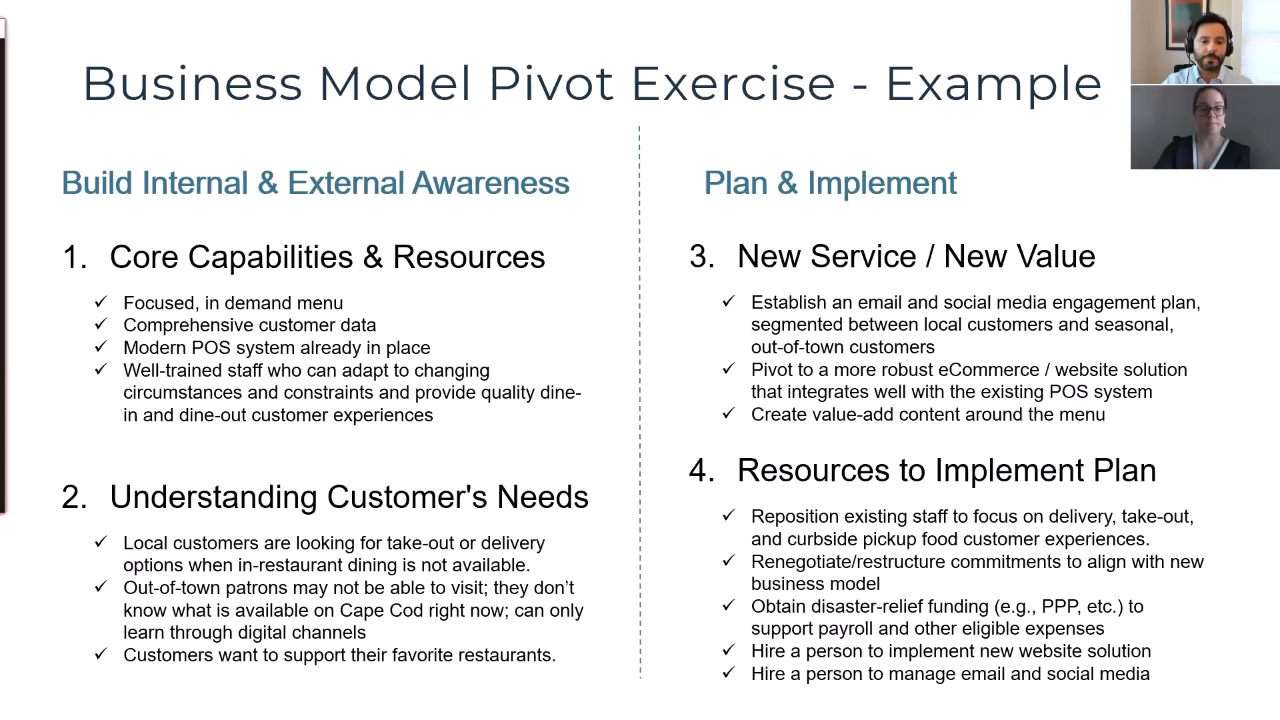 Business Model Pivot Exercise - Example
Build Internal & External Awareness
1. Core Capabilities & Resources
✓ Focused, in demand menu
✓ Comprehensive customer data
✓ Modern POS system already in place
✓ Well-trained staff who can adapt to changing
circumstances and constraints and provide quality dine-
in and dine-out customer experiences
2. Understanding Customer's Needs
✓ Local customers are looking for take-out or delivery
options when in-restaurant dining is not available.
✓ Out-of-town patrons may not be able to visit; they don’t
know what is available on Cape Cod right now; can only
learn through digital channels
✓ Customers want to support their favorite restaurants.
Plan & Implement
3. New Service / New Value
✓ Establish an email and social media engagement plan,
segmented between local customers and seasonal,
out-of-town customers
✓ Pivot to a more robust eCommerce / website solution
that integrates well with the existing POS system
✓ Create value-add content around the menu
4. Resources to Implement Plan
✓ Reposition existing staff to focus on delivery, take-out,
and curbside pickup food customer experiences.
✓ Renegotiate/restructure commitments to align with new
business model
✓ Obtain disaster-relief funding (e.g., PPP, etc.) to
support payroll and other eligible expenses
✓ Hire a person to implement new website solution
✓ Hire a person to manage email and social media